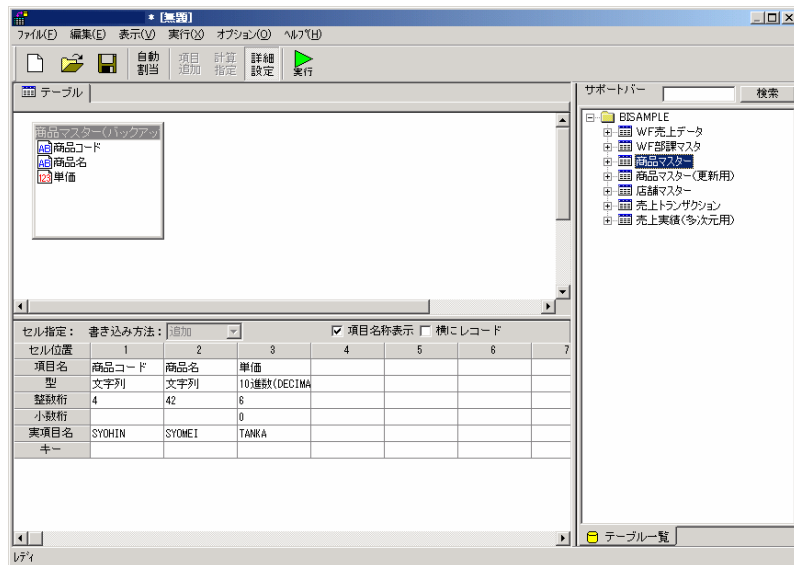 * [無題]
ファイル(F) 編集(E) 表示(V) 実行(X) オプション(O) ヘルプ(H)
自動割当 項目追加 計算指定 詳細設定 実行
テーブル
商品マスター(バックアッ
AB 商品コード
AB 商品名
123 単価
セル指定: 書き込み方法: 追加 項目名称表示 横にレコード
セル位置 1 2 3 4 5 6 7
項目名 商品コード 商品名 単価
型 文字列 文字列 10進数(DECIMA
整数桁 4 42 6
小数桁 0
実項目名 SYOHIN SYOMEI TANKA
キー
サポートバー 検索
BISAMPLE
WF売上データ
WF部課マスタ
商品マスター
商品マスター(更新用)
店舗マスター
売上トランザクション
売上実績(多次元用)
テーブル一覧
レディ